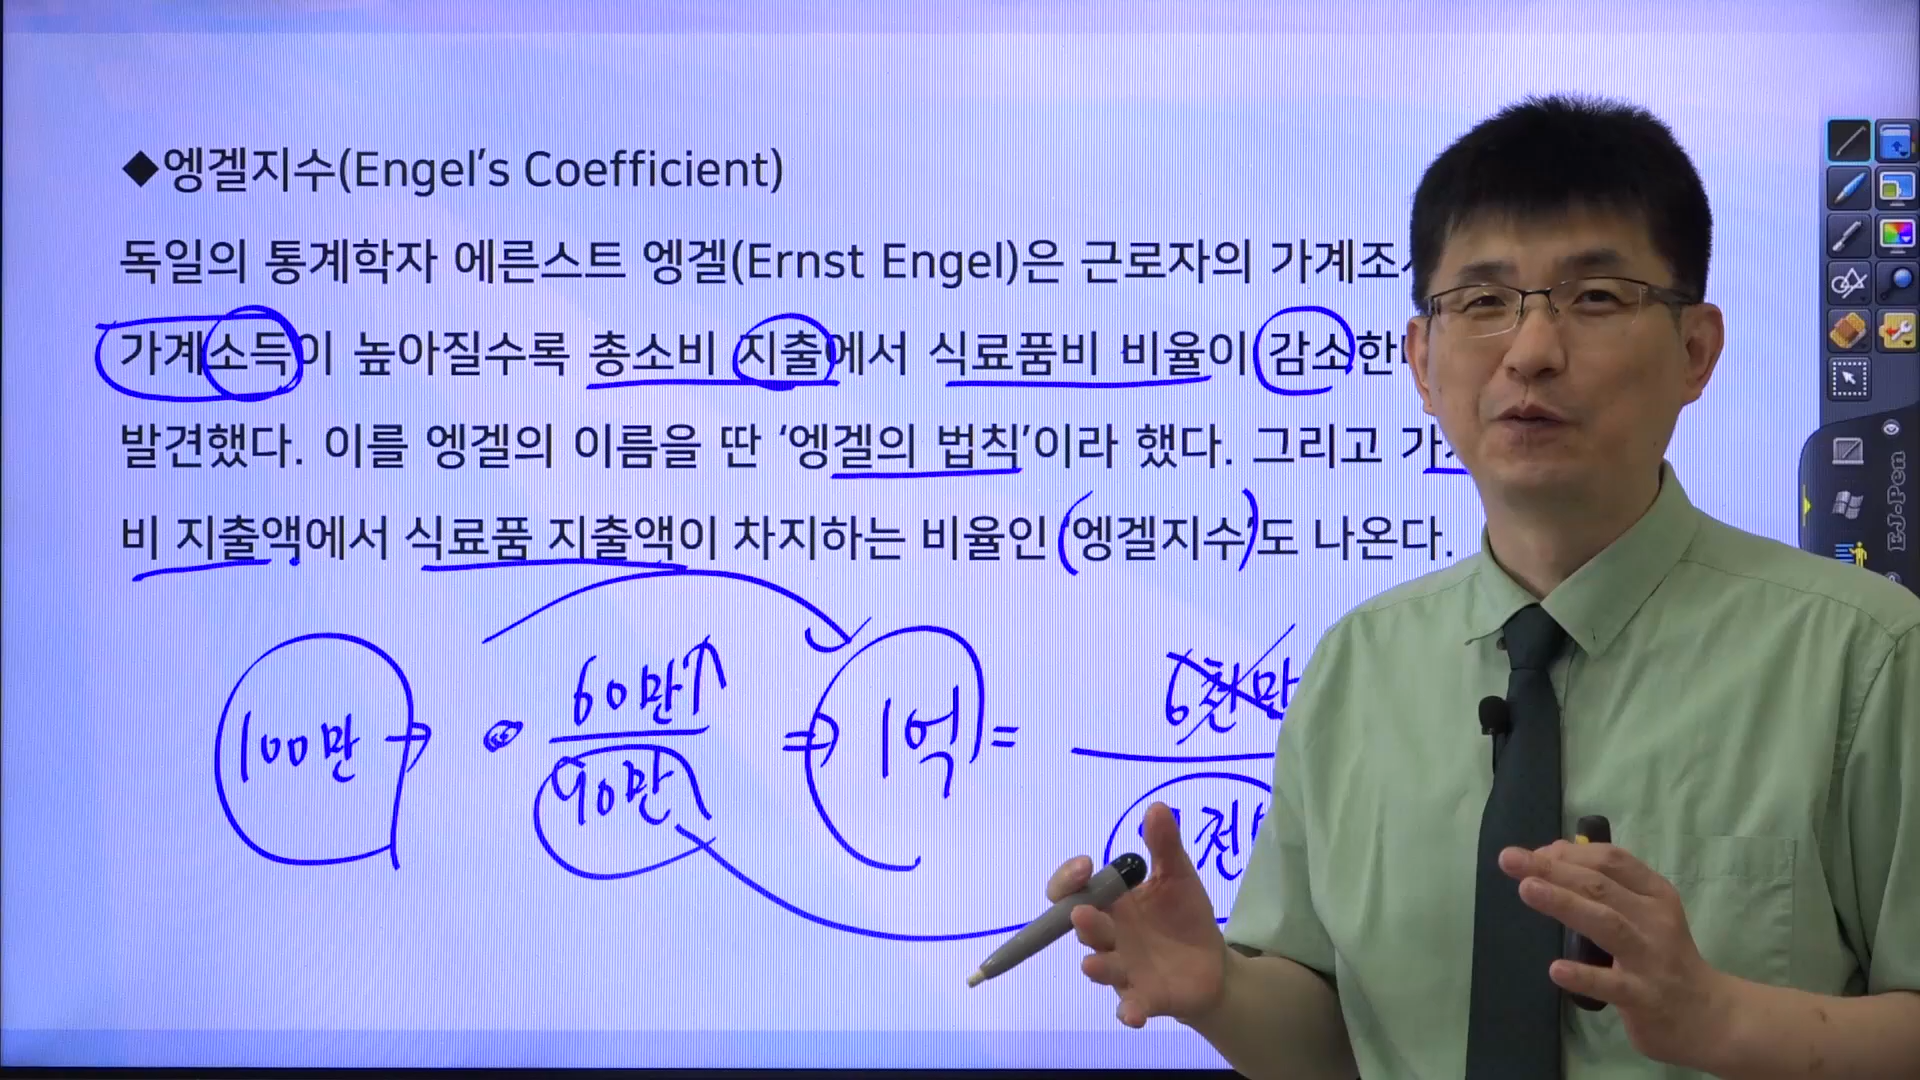 ◆엥겔지수(Engel's Coefficient)
독일의 통계학자 에른스트 엥겔(Ernst Engel)은 근로자의
가계소득이 높아질수록 총소비 지출에서 식료품비 비율이
발견했다. 이를 엥겔의 이름을 딴 ‘엥겔의 법칙’이라 했다. 그리고
비 지출액에서 식료품 지출액이 차지하는 비율인 ‘엥겔지수’도 나온다.
60만
6천만
100만 1억 =
90만
EJ-Pen